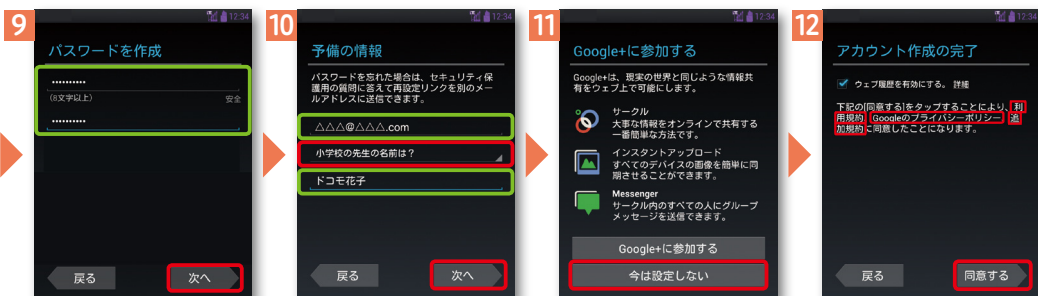 9
12:34
パスワードを作成
••••••••••
(8文字以上)
安全
••••••••••
戻る
次へ
10
12:34
予備の情報
パスワードを忘れた場合は、セキュリティ保
護用の質問に答えて再設定リンクを別のメー
ルアドレスに送信できます。
△△△@△△△.com
小学校の先生の名前は？
ドコモ花子
戻る
次へ
11
12:34
Google+に参加する
Google+は、現実の世界と同じような情報共
有をウェブ上で可能にします。
サークル
大事な情報をオンラインで共有する
一番簡単な方法です。
インスタントアップロード
すべてのデバイスの画像を簡単に同
期させることができます。
Messenger
サークル内のすべての人にグループ
メッセージを送信できます。
Google+に参加する
今は設定しない
12
12:34
アカウント作成の完了
ウェブ履歴を有効にする。 詳細
下記の[同意する]をタップすることにより、利
用規約 Googleのプライバシーポリシー 追
加規約に同意したことになります。
戻る
同意する